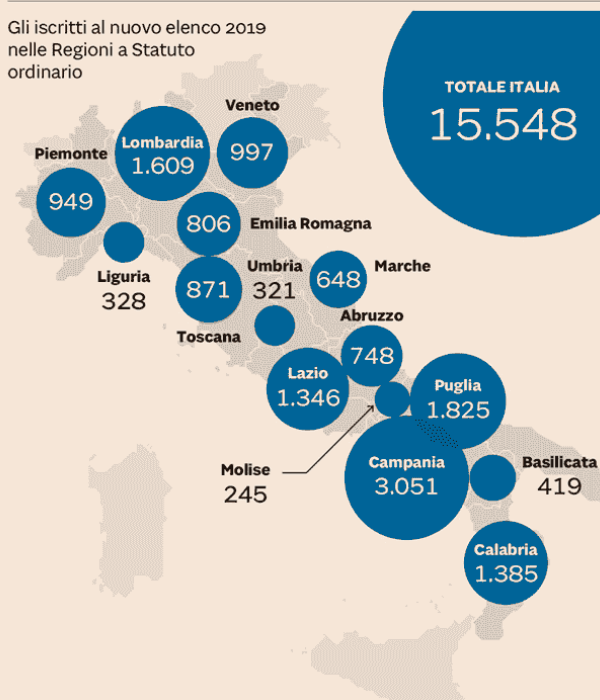 Gli iscritti al nuovo elenco 2019
nelle Regioni a Statuto
ordinario
TOTALE ITALIA
15.548
Veneto
997
Lombardia
1.609
Piemonte
949
806
Emilia Romagna
Liguria
328
871
Toscana
Umbria
321
648
Marche
Abruzzo
748
Lazio
1.346
Puglia
1.825
Molise
245
Campania
3.051
Basilicata
419
Calabria
1.385